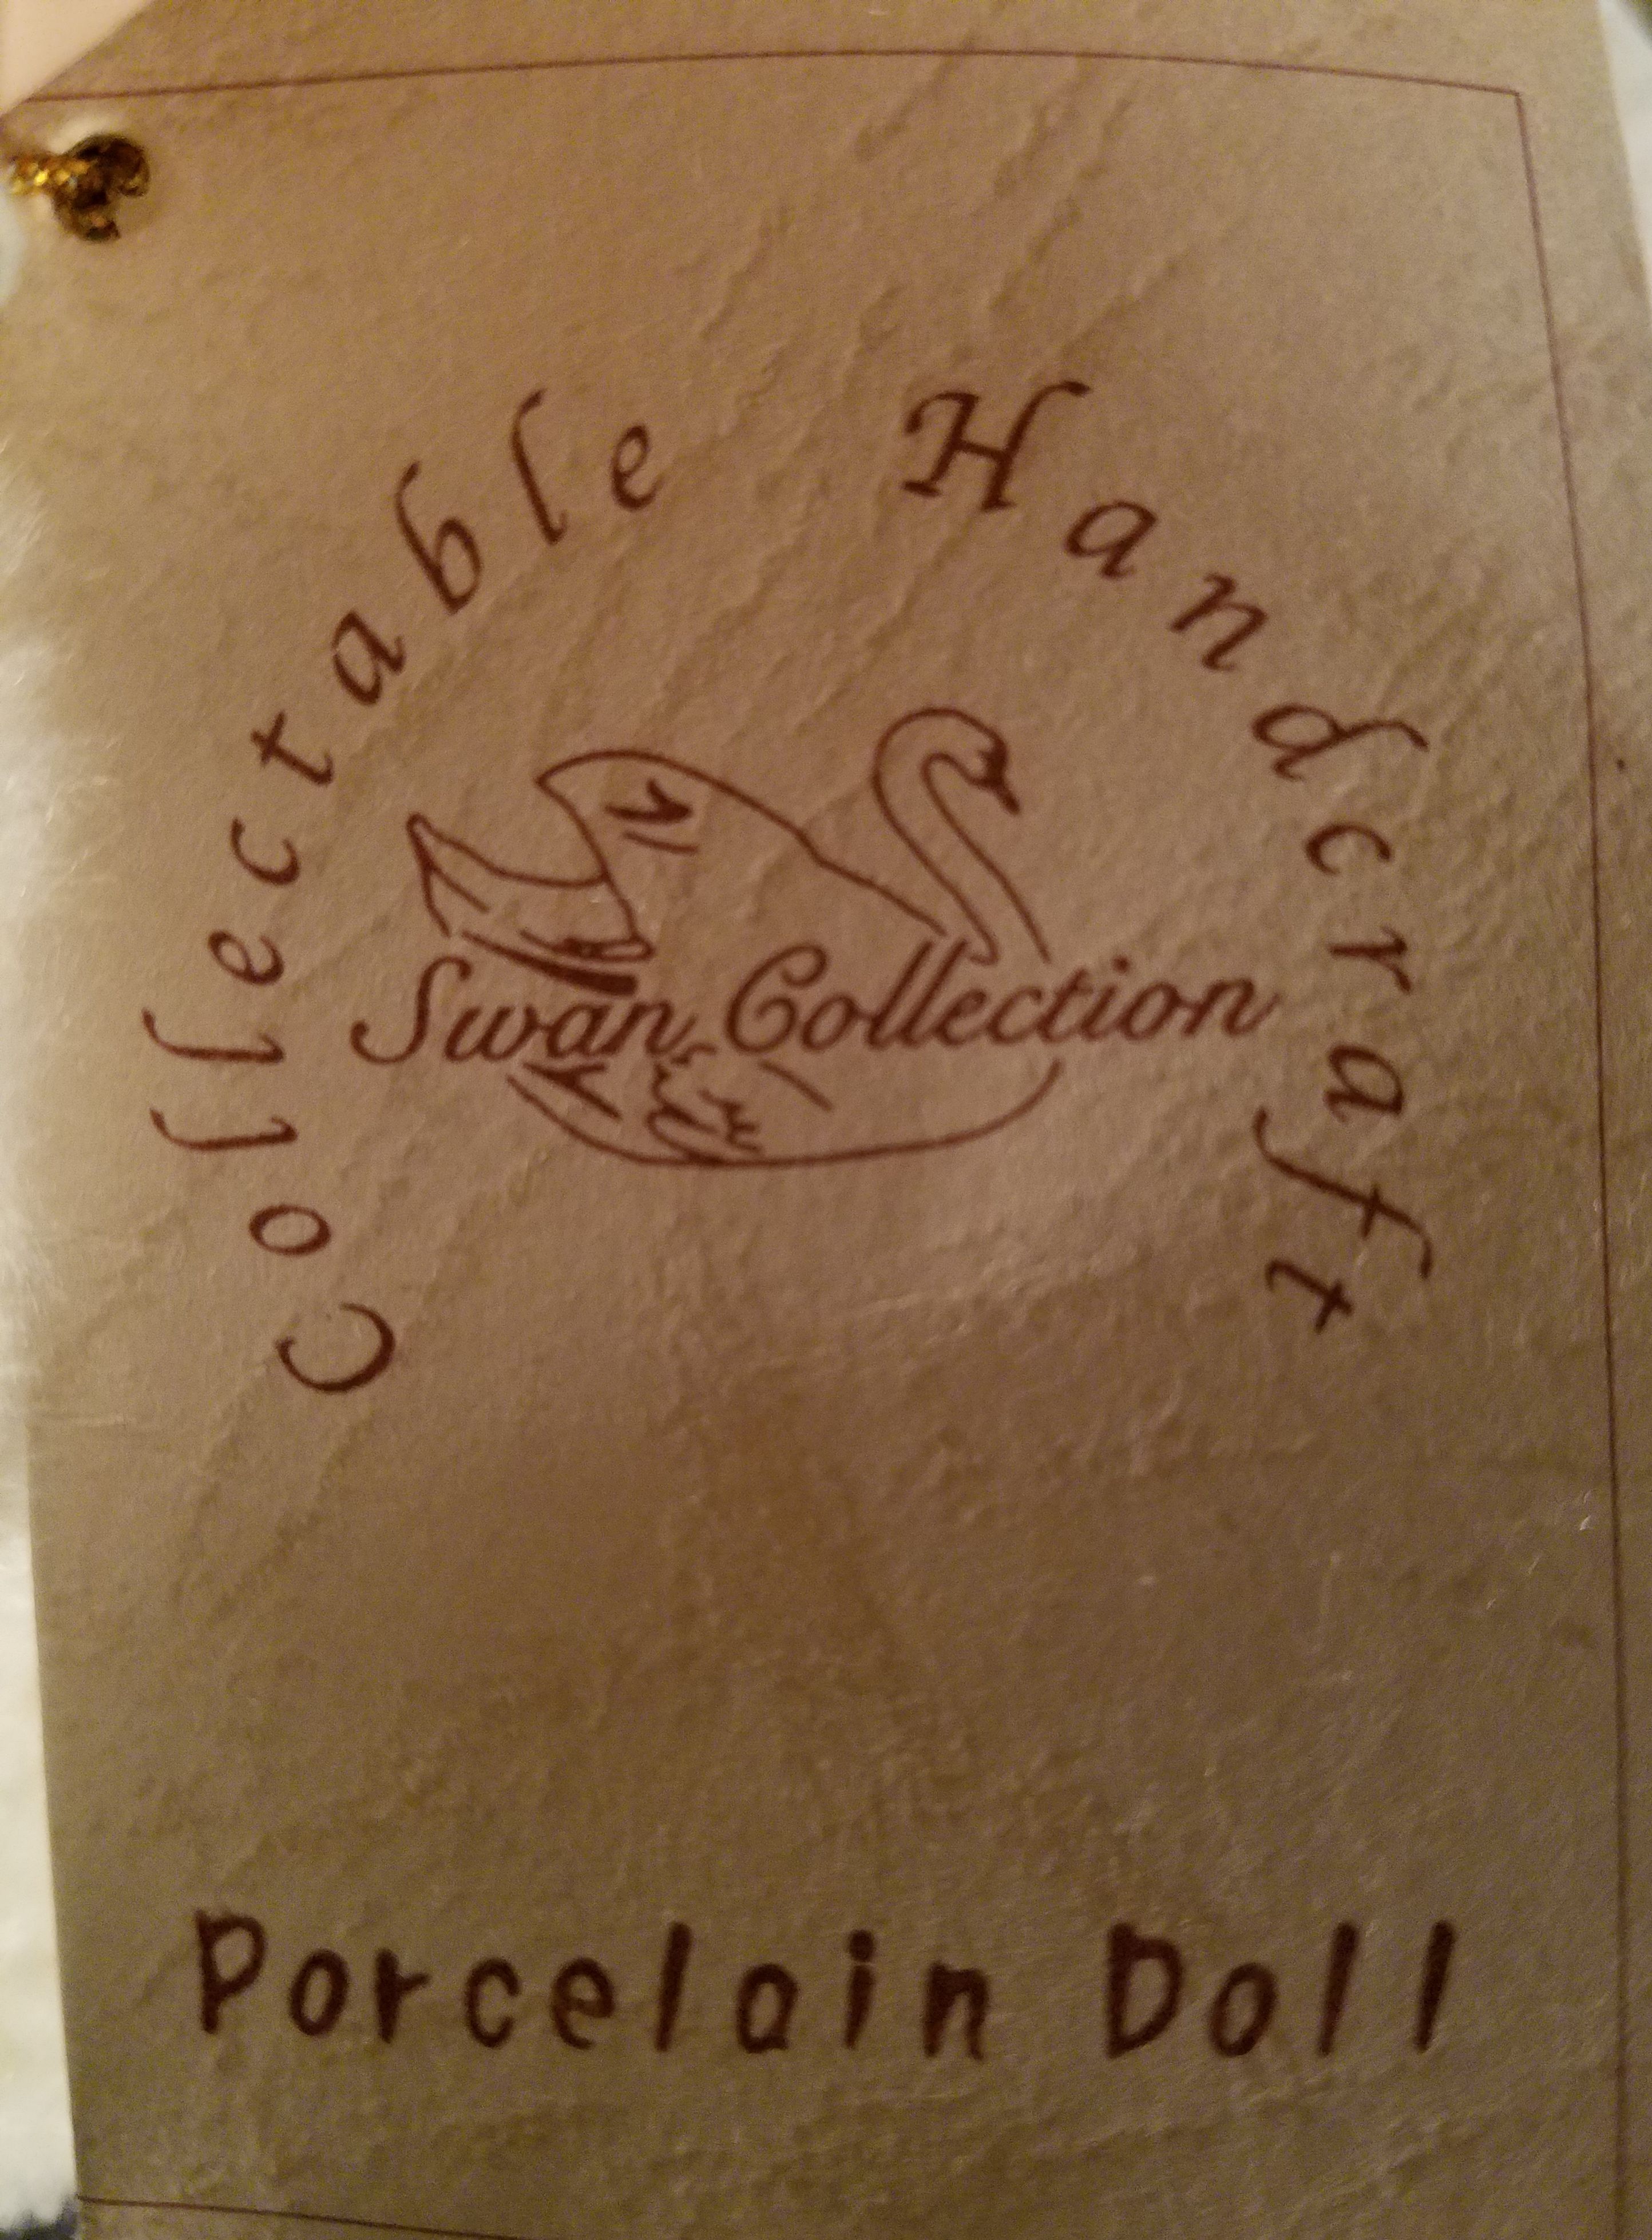 Collectable Handcraft
Swan Collection
Porcelain Doll